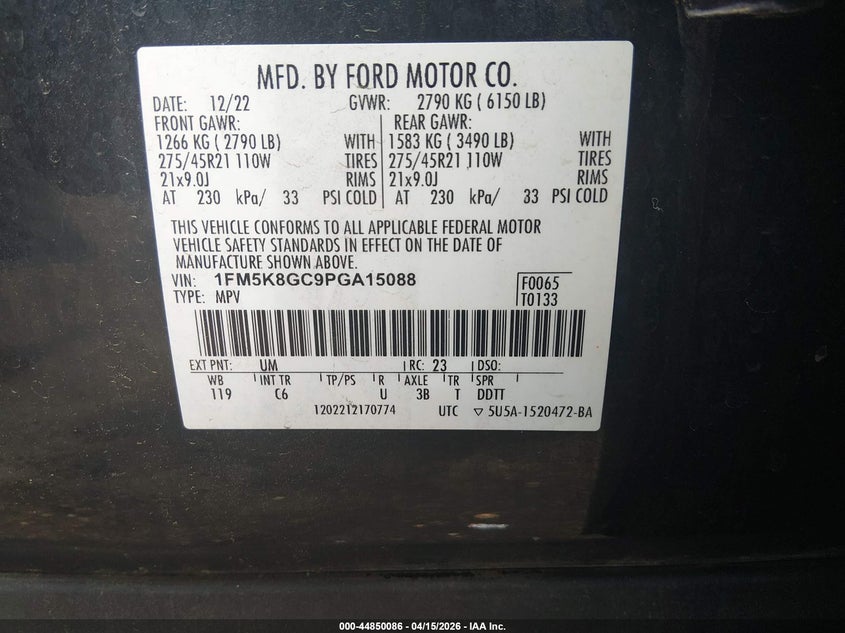 MFD. BY FORD MOTOR CO.
DATE: 12/22 GVWR: 2790 KG ( 6150 LB)
FRONT GAWR: REAR GAWR:
1266 KG ( 2790 LB) WITH 1583 KG ( 3490 LB) WITH
275/45R21 110W TIRES 275/45R21 110W TIRES
21x9.0J RIMS 21x9.0J RIMS
AT 230 kPa/ 33 PSI COLD AT 230 kPa/ 33 PSI COLD
THIS VEHICLE CONFORMS TO ALL APPLICABLE FEDERAL MOTOR
VEHICLE SAFETY STANDARDS IN EFFECT ON THE DATE OF
MANUFACTURE SHOWN ABOVE.
VIN: 1FM5K8GC9PGA15088 F0065
TYPE: MPV T0133
EXT PNT: UM RC: 23 DSO:
WB INT TR TP/PS R AXLE TR SPR
119 C6 U 3B T DDTT
1202212170774 UTC ▽ 5U5A-1520472-BA
000-44850086 - 04/15/2026 - IAA Inc.